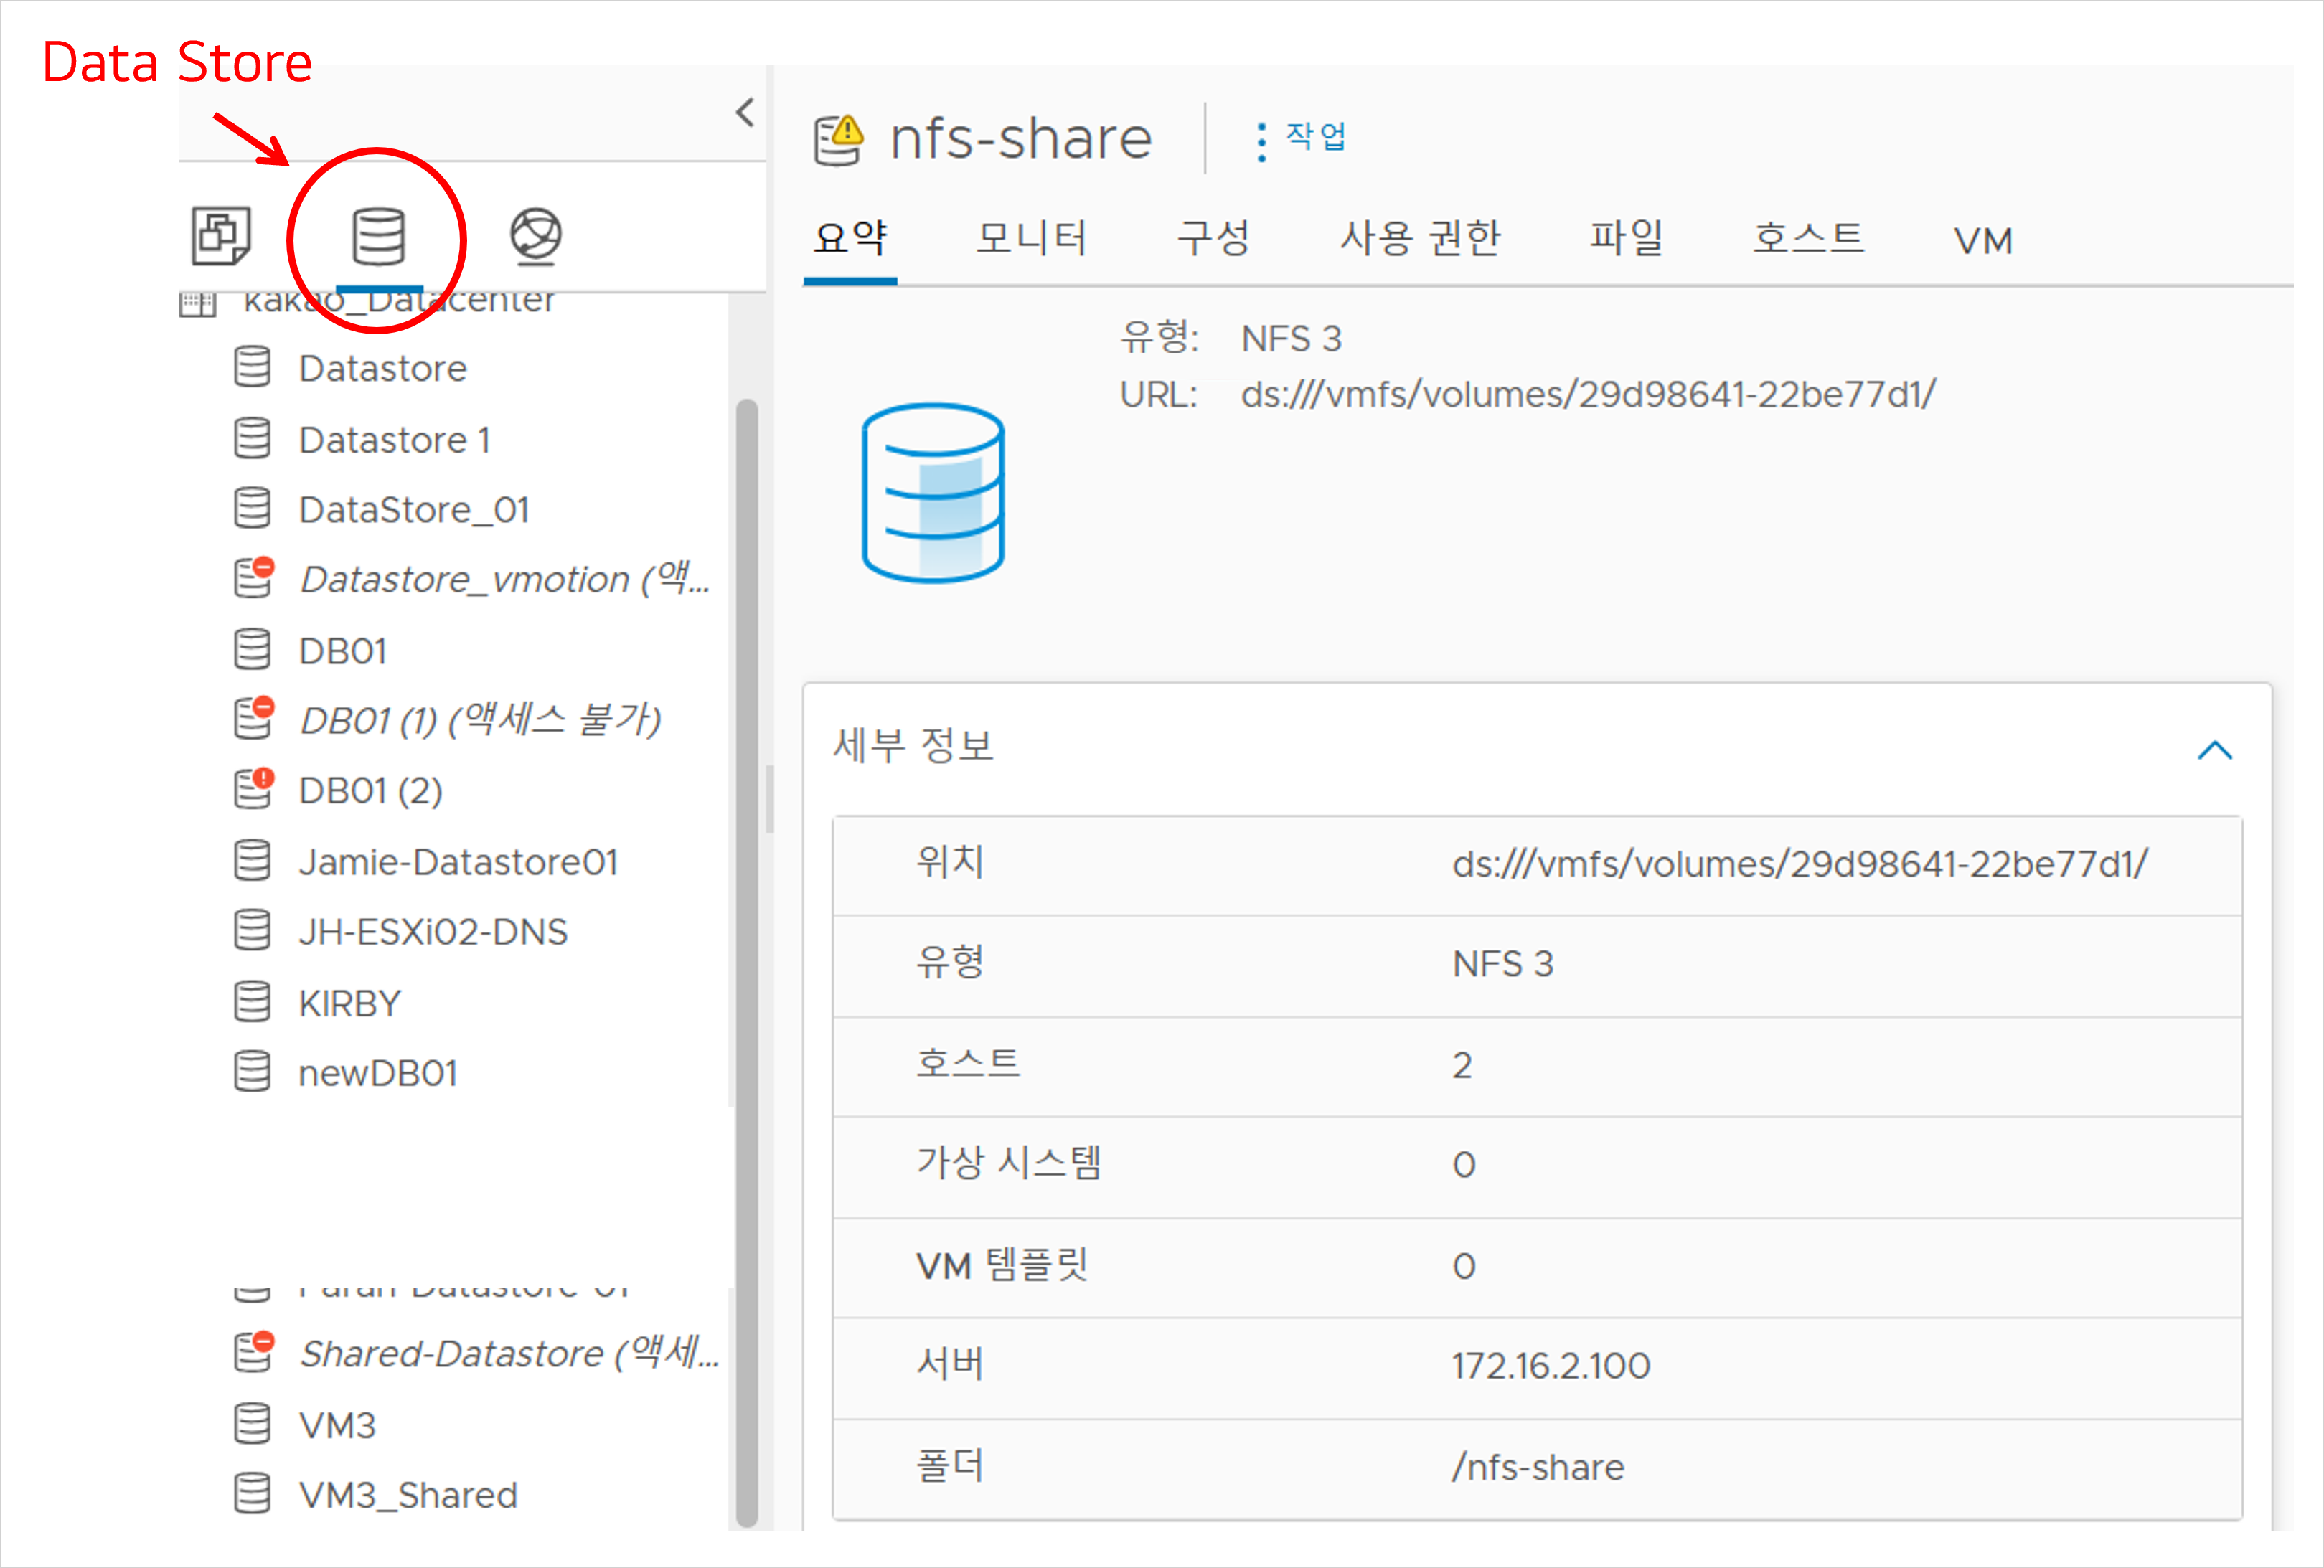 Data Store
kakao_Datacenter
Datastore
Datastore 1
DataStore_01
Datastore_vmotion (액...
DB01
DB01 (1) (액세스 불가)
DB01 (2)
Jamie-Datastore01
JH-ESXi02-DNS
KIRBY
newDB01
Shared-Datastore (액세...
VM3
VM3_Shared
nfs-share
작업
요약 모니터 구성 사용 권한 파일 호스트 VM
유형: NFS 3
URL: ds:///vmfs/volumes/29d98641-22be77d1/
세부 정보
위치 ds:///vmfs/volumes/29d98641-22be77d1/
유형 NFS 3
호스트 2
가상 시스템 0
VM 템플릿 0
서버 172.16.2.100
폴더 /nfs-share